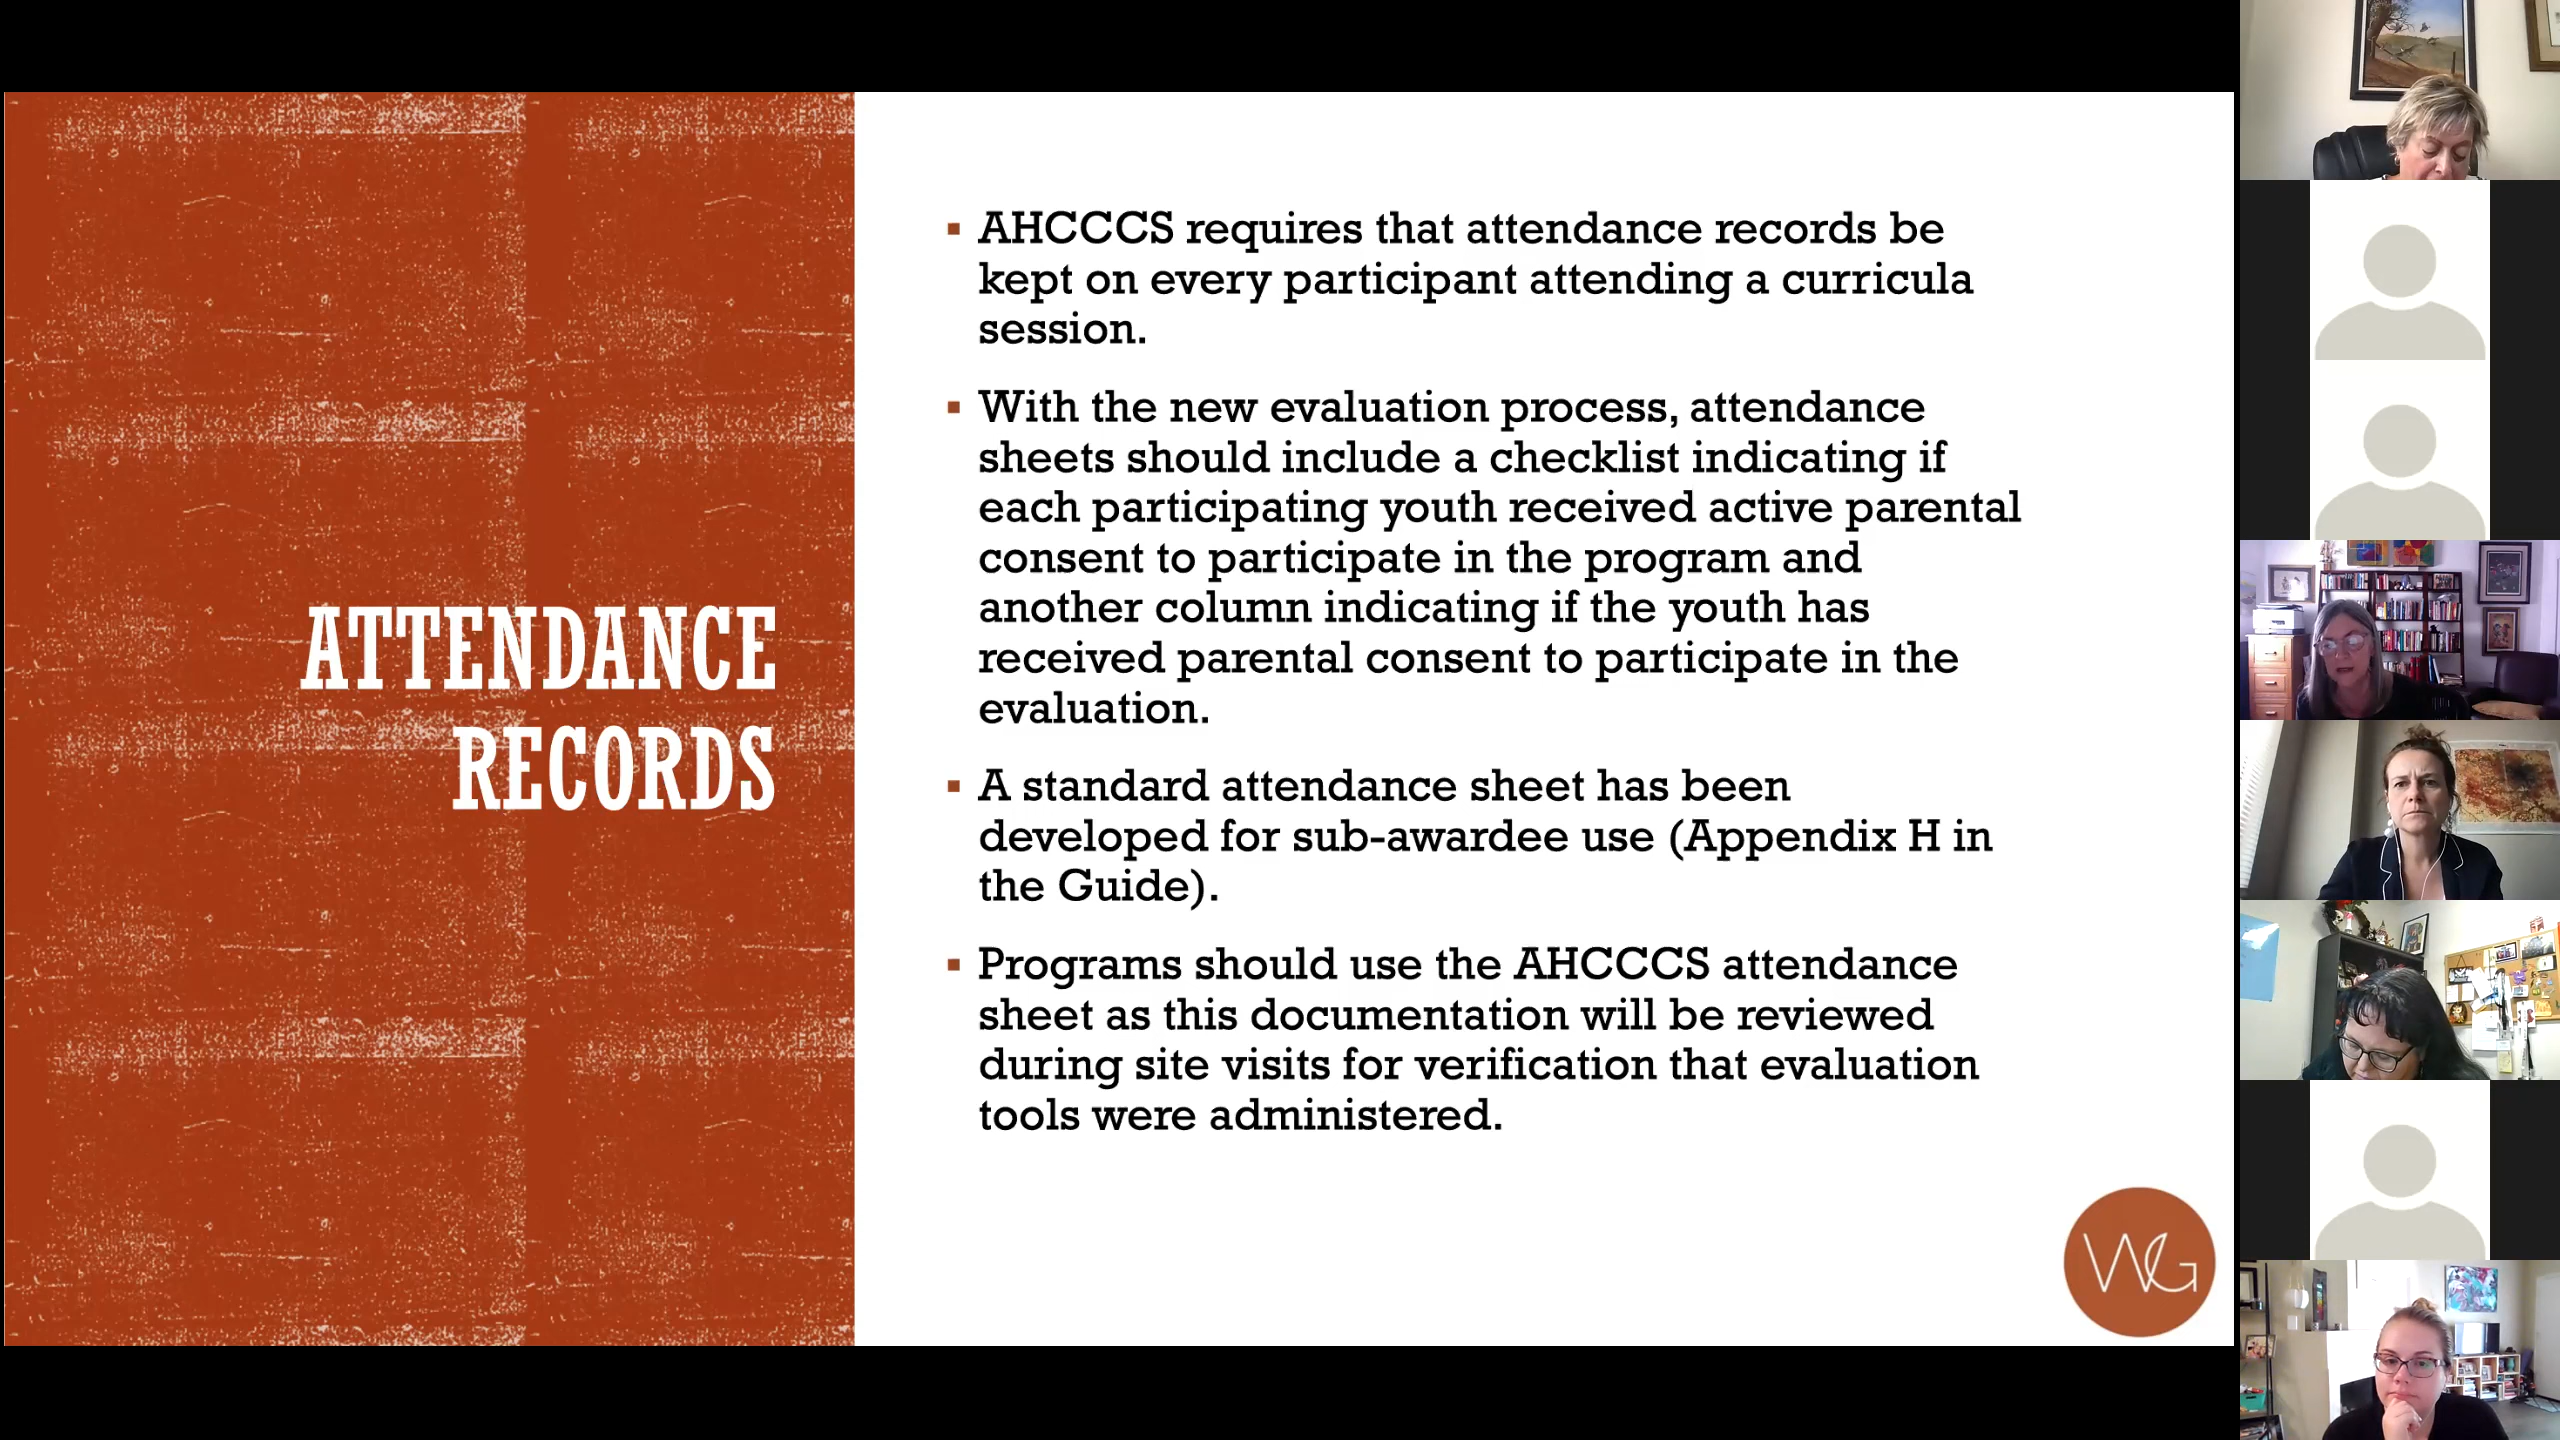 ATTENDANCE
RECORDS
▪ AHCCCS requires that attendance records be
kept on every participant attending a curricula
session.
▪ With the new evaluation process, attendance
sheets should include a checklist indicating if
each participating youth received active parental
consent to participate in the program and
another column indicating if the youth has
received parental consent to participate in the
evaluation.
▪ A standard attendance sheet has been
developed for sub-awardee use (Appendix H in
the Guide).
▪ Programs should use the AHCCCS attendance
sheet as this documentation will be reviewed
during site visits for verification that evaluation
tools were administered.
WG